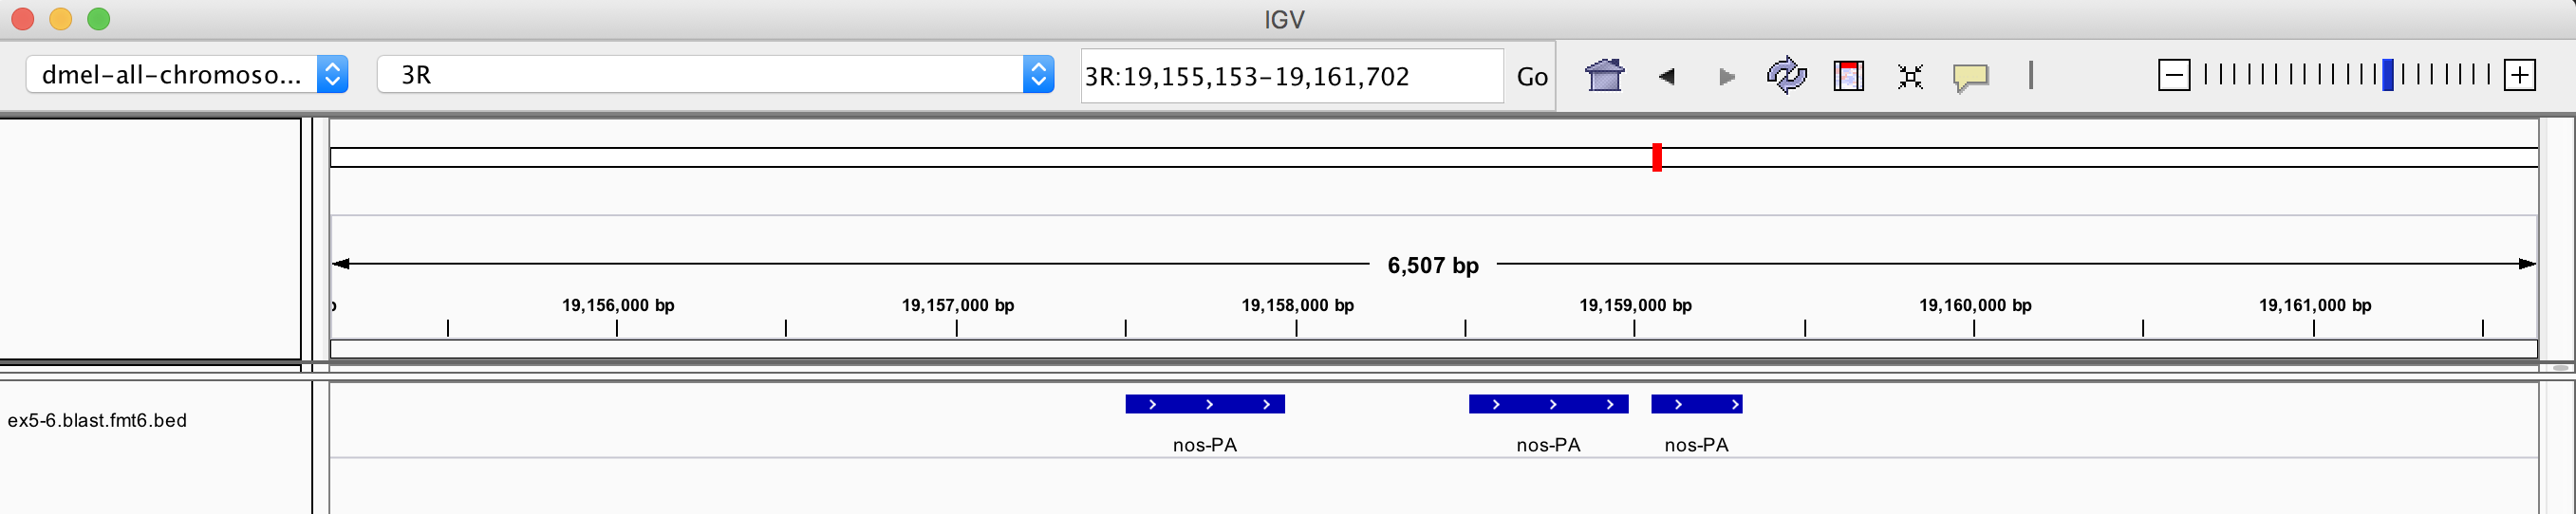 IGV
dmel-all-chromoso...
3R
3R:19,155,153-19,161,702
Go
6,507 bp
19,156,000 bp 19,157,000 bp 19,158,000 bp 19,159,000 bp 19,160,000 bp 19,161,000 bp
ex5-6.blast.fmt6.bed
nos-PA nos-PA nos-PA